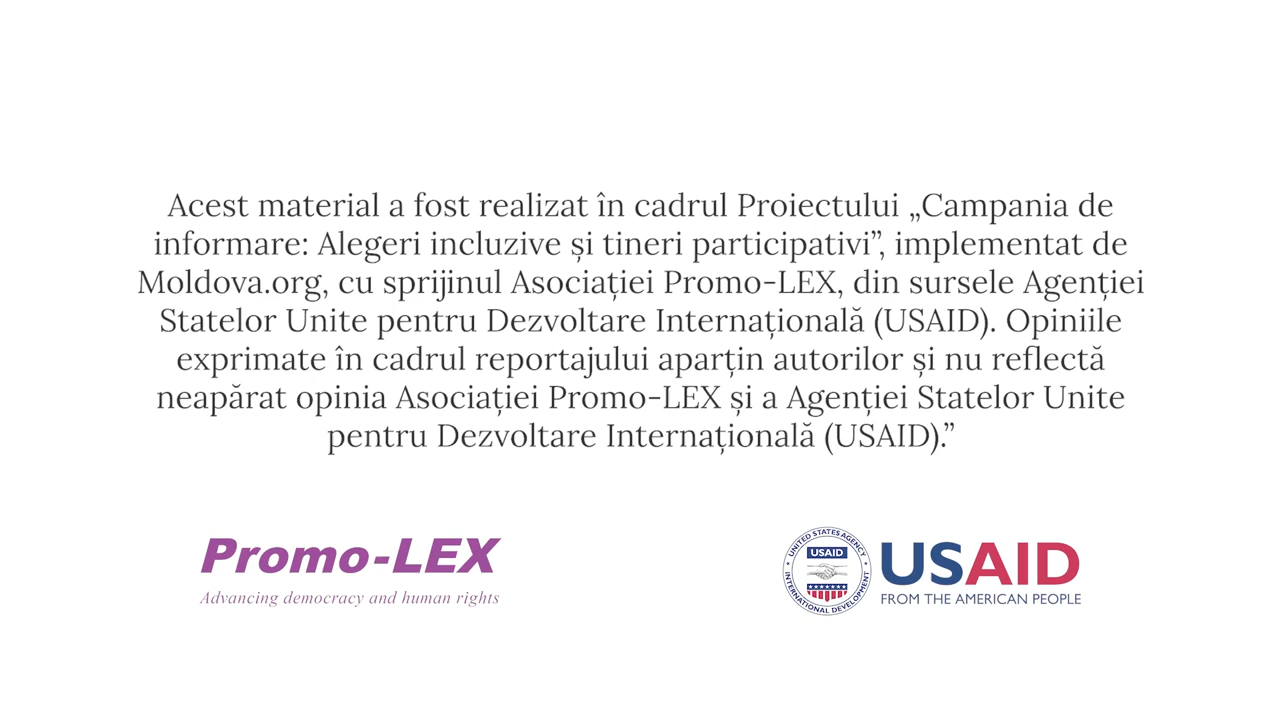 Acest material a fost realizat în cadrul Proiectului „Campania de
informare: Alegeri incluzive și tineri participativi”, implementat de
Moldova.org, cu sprijinul Asociației Promo-LEX, din sursele Agenției
Statelor Unite pentru Dezvoltare Internațională (USAID). Opiniile
exprimate în cadrul reportajului aparțin autorilor și nu reflectă
neapărat opinia Asociației Promo-LEX și a Agenției Statelor Unite
pentru Dezvoltare Internațională (USAID).”
Promo-LEX
Advancing democracy and human rights
UNITED STATES AGENCY
USAID
INTERNATIONAL DEVELOPMENT
USAID
FROM THE AMERICAN PEOPLE